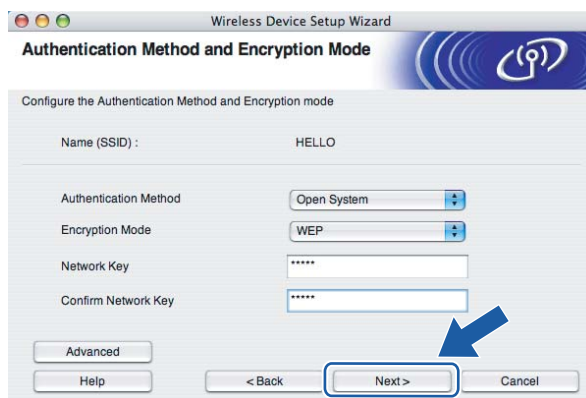 Wireless Device Setup Wizard
Authentication Method and Encryption Mode
Configure the Authentication Method and Encryption mode
Name (SSID) : HELLO
Authentication Method Open System
Encryption Mode WEP
Network Key *****
Confirm Network Key *****
Advanced
Help < Back Next > Cancel